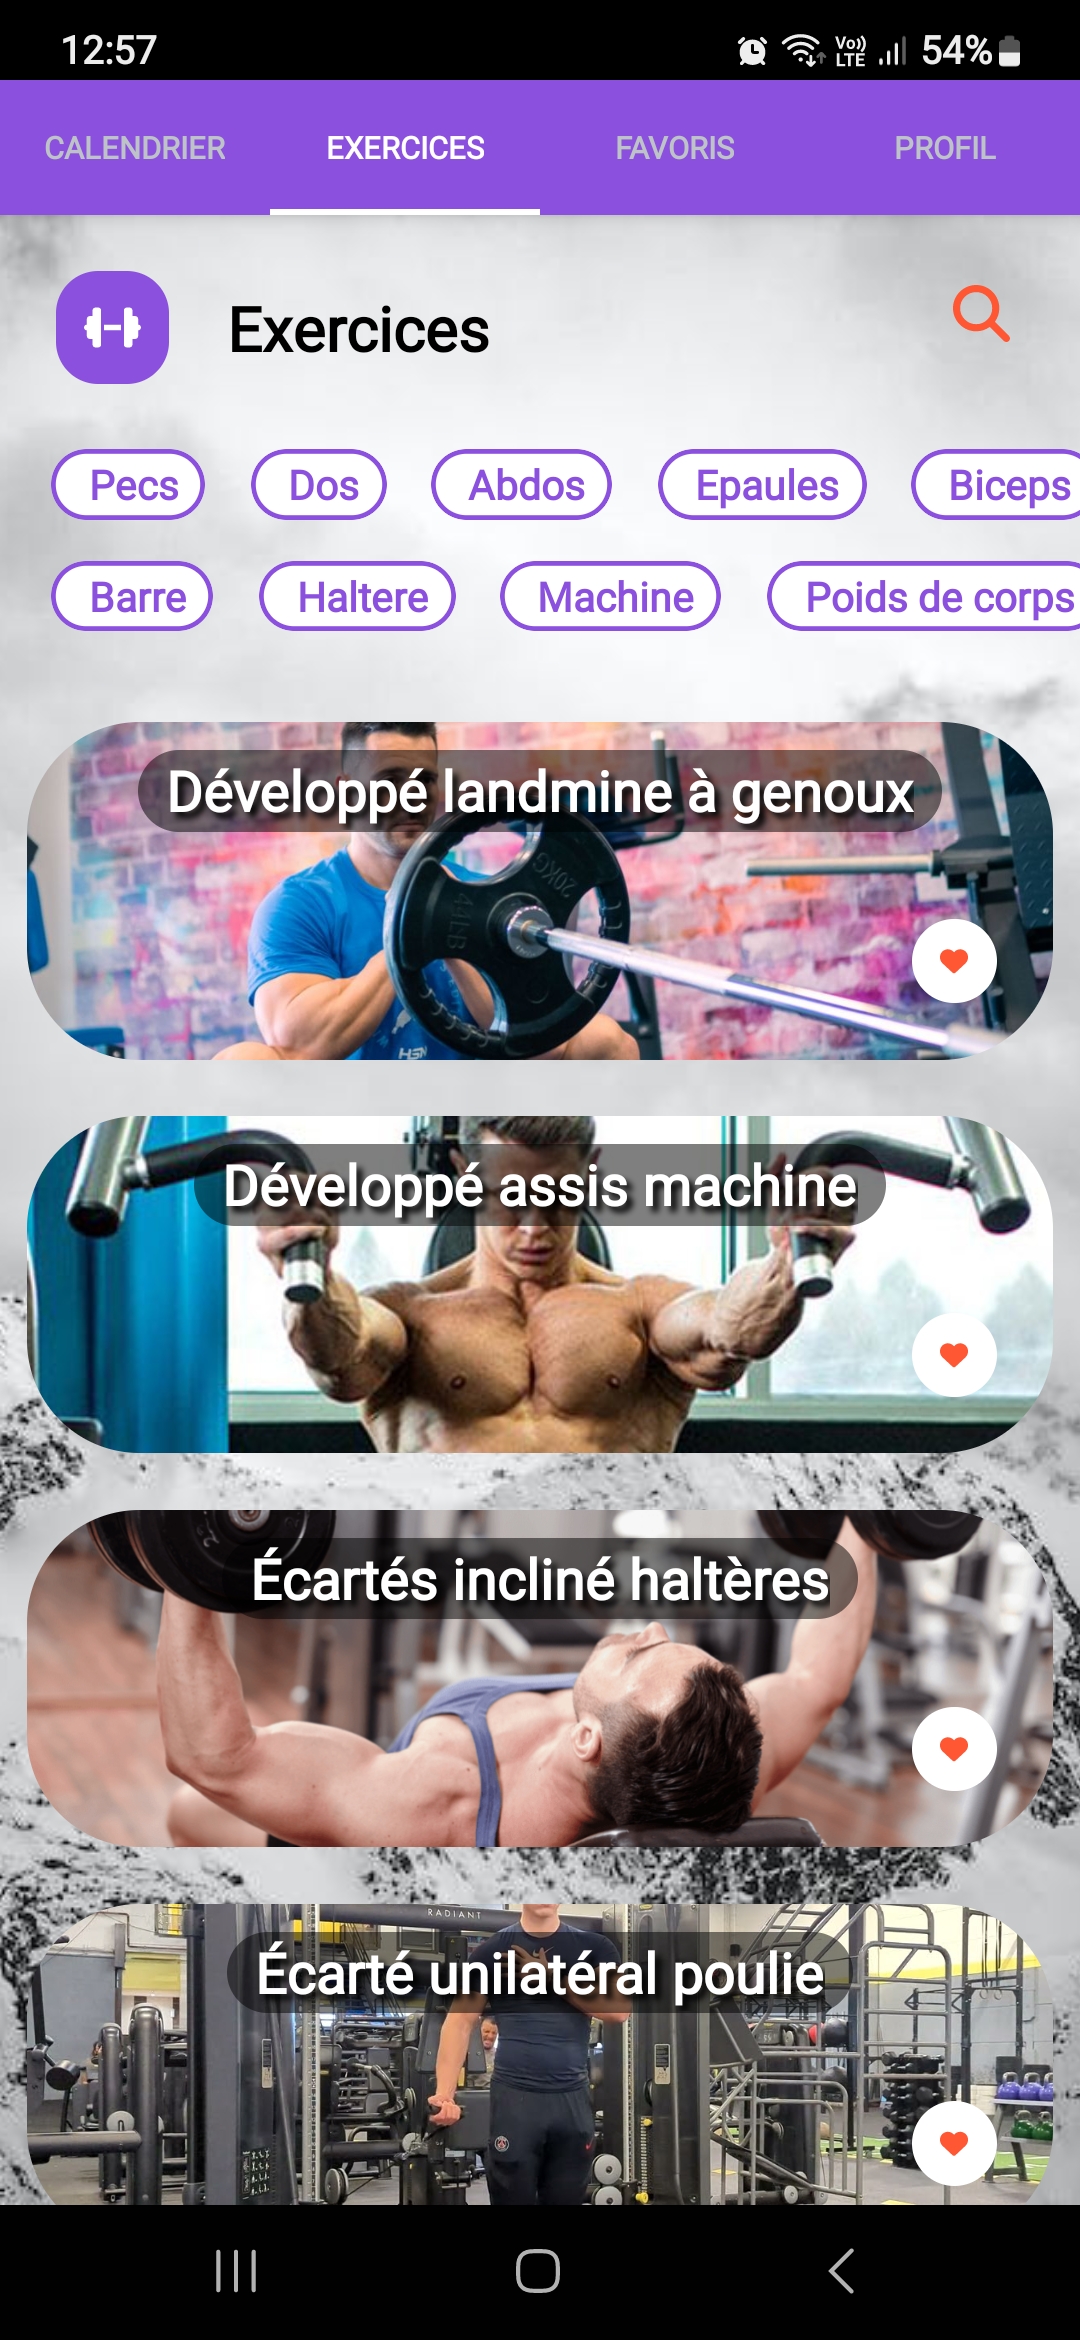 12:57
Vo))
LTE
54%
CALENDRIER
EXERCICES
FAVORIS
PROFIL
Exercices
Pecs
Dos
Abdos
Epaules
Biceps
Barre
Haltere
Machine
Poids de corps
Développé landmine à genoux
20KG
44LB
HSN
Développé assis machine
Écartés incliné haltères
RADIANT
Écarté unilatéral poulie